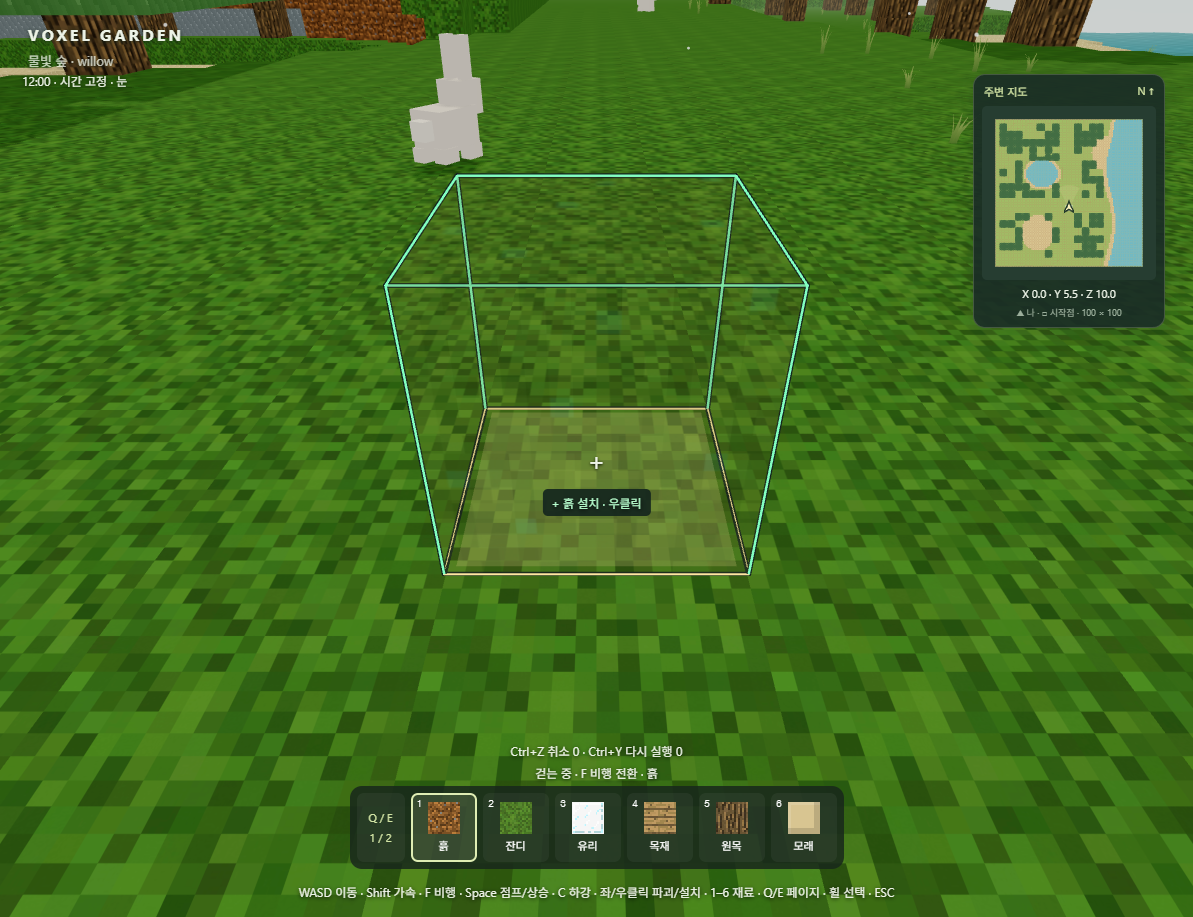 VOXEL GARDEN
물빛 숲 · willow
12:00 · 시간 고정 · 눈
주변 지도
N ↑
X 0.0 · Y 5.5 · Z 10.0
▲ 나 · □ 시작점 · 100 × 100
+
+ 흙 설치 · 우클릭
Ctrl+Z 취소 0 · Ctrl+Y 다시 실행 0
걷는 중 · F 비행 전환 · 흙
Q / E
1 / 2
1 흙
2 잔디
3 유리
4 목재
5 원목
6 모래
WASD 이동 · Shift 가속 · F 비행 · Space 점프/상승 · C 하강 · 좌/우클릭 파괴/설치 · 1–6 재료 · Q/E 페이지 · 휠 선택 · ESC